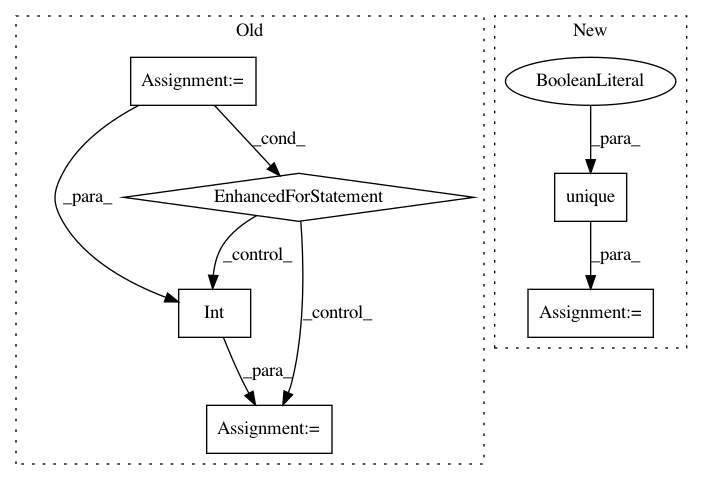 Old
New
Assignment:=
BooleanLiteral
_cond_
_para_
_para_
EnhancedForStatement
unique
_control_
_control_
_para_
Int
Assignment:=
_para_
Assignment:=